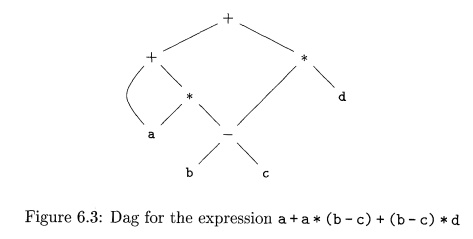 +
+ *
* d
a −
b c
Figure 6.3: Dag for the expression a + a * (b - c) + (b - c) * d